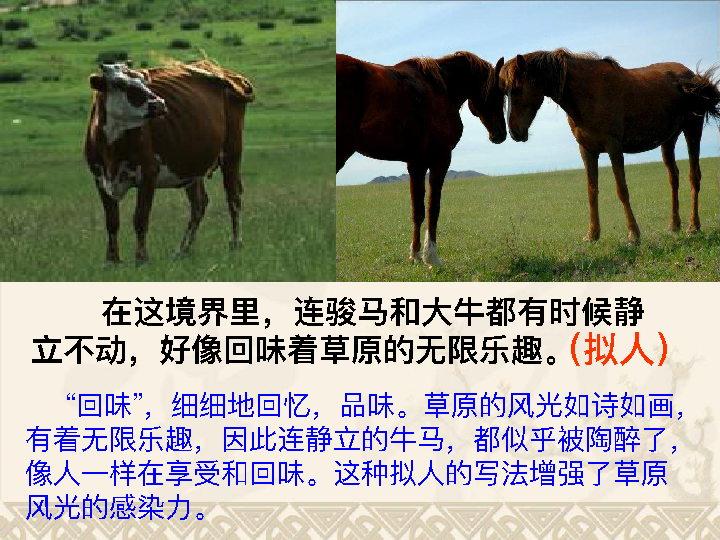 在这境界里，连骏马和大牛都有时候静
立不动，好像回味着草原的无限乐趣。（拟人）
“回味”，细细地回忆，品味。草原的风光如诗如画，
有着无限乐趣，因此连静立的牛马，都似乎被陶醉了，
像人一样在享受和回味。这种拟人的写法增强了草原
风光的感染力。